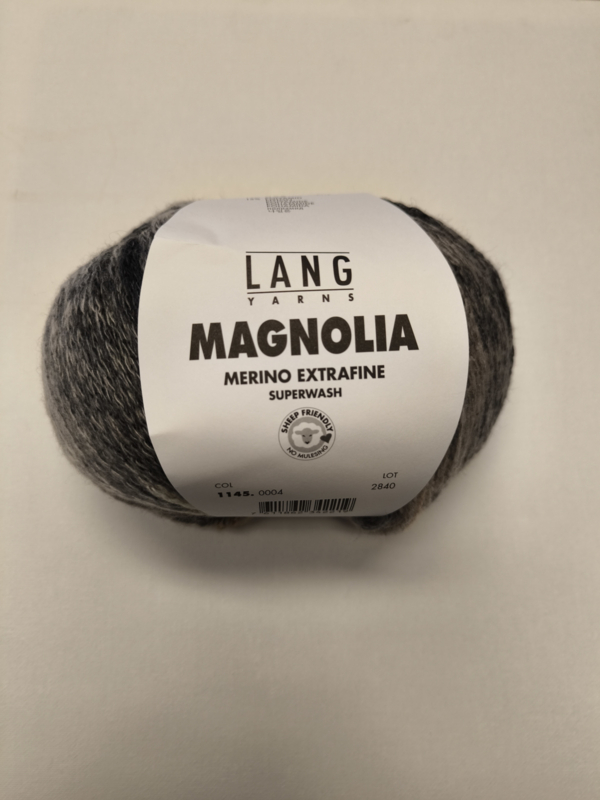 LANG
YARNS
MAGNOLIA
MERINO EXTRAFINE
SUPERWASH
SHEEP FRIENDLY
NO MULESING
COL
1145. 0004
LOT
2840